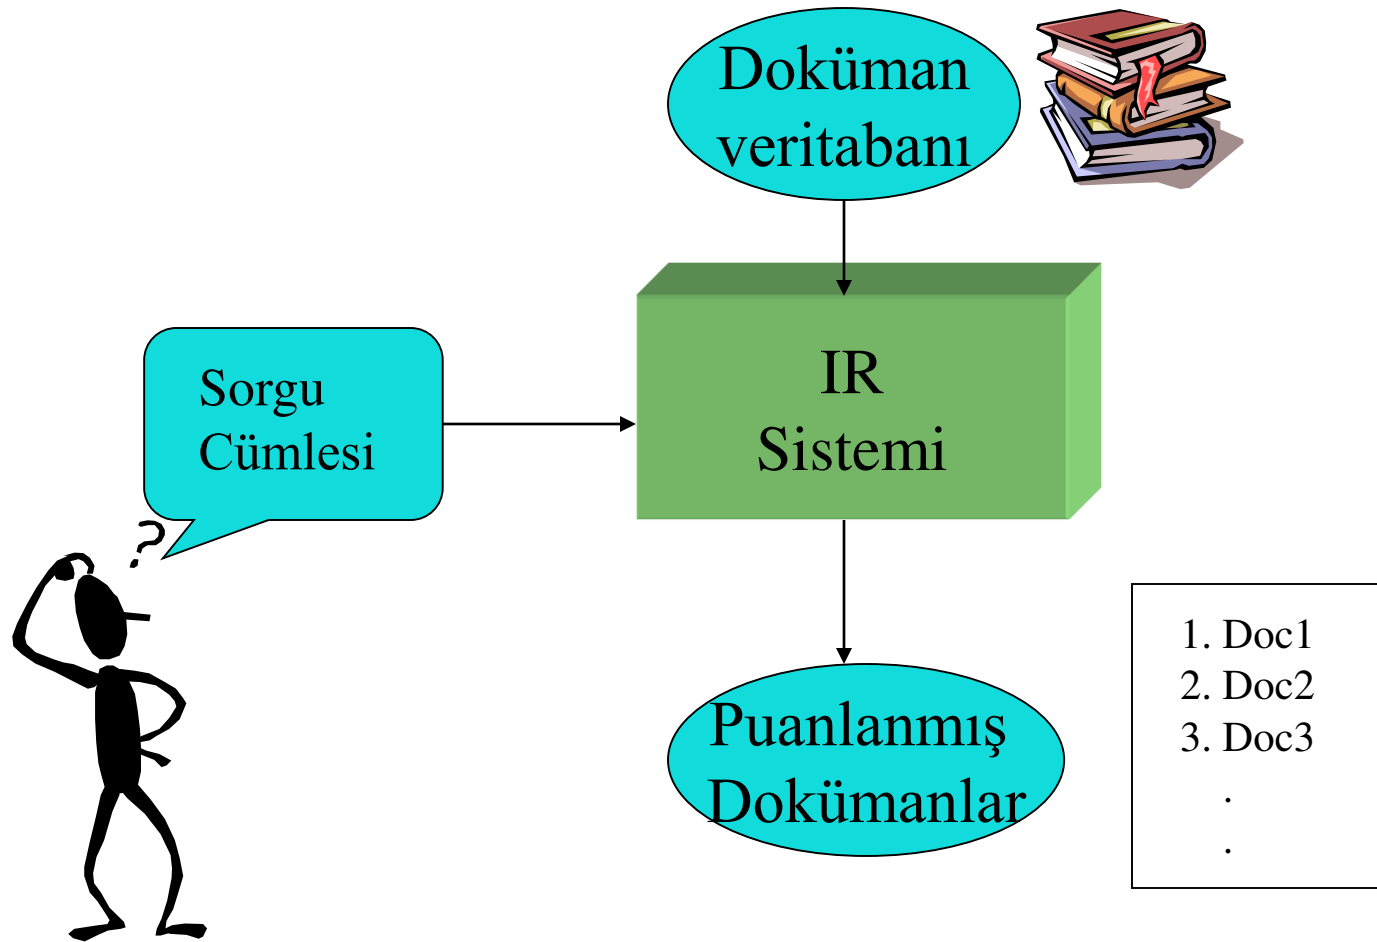 Doküman
veritabanı
IR
Sistemi
Sorgu
Cümlesi
?
Puanlanmış
Dokümanlar
1. Doc1
2. Doc2
3. Doc3
.
.